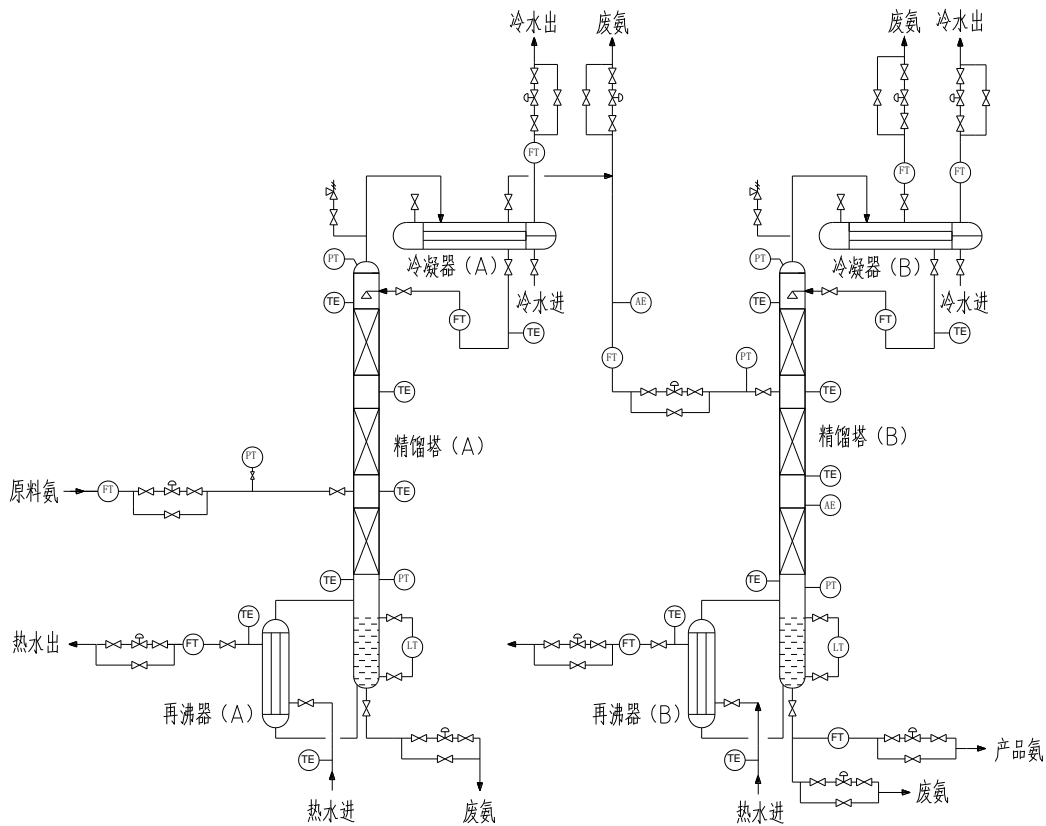 冷水出
废氨
废氨
冷水出
FT
FT
FT
PT
冷凝器(A)
PT
冷凝器(B)
TE
冷水进
AE
TE
冷水进
FT
TE
FT
TE
FT
PT
TE
TE
精馏塔(A)
精馏塔(B)
PT
TE
原料氨
FT
TE
AE
TE
PT
TE
PT
TE
TE
热水出
FT
LT
FT
LT
再沸器(A)
再沸器(B)
FT
产品氨
TE
TE
废氨
热水进
废氨
热水进